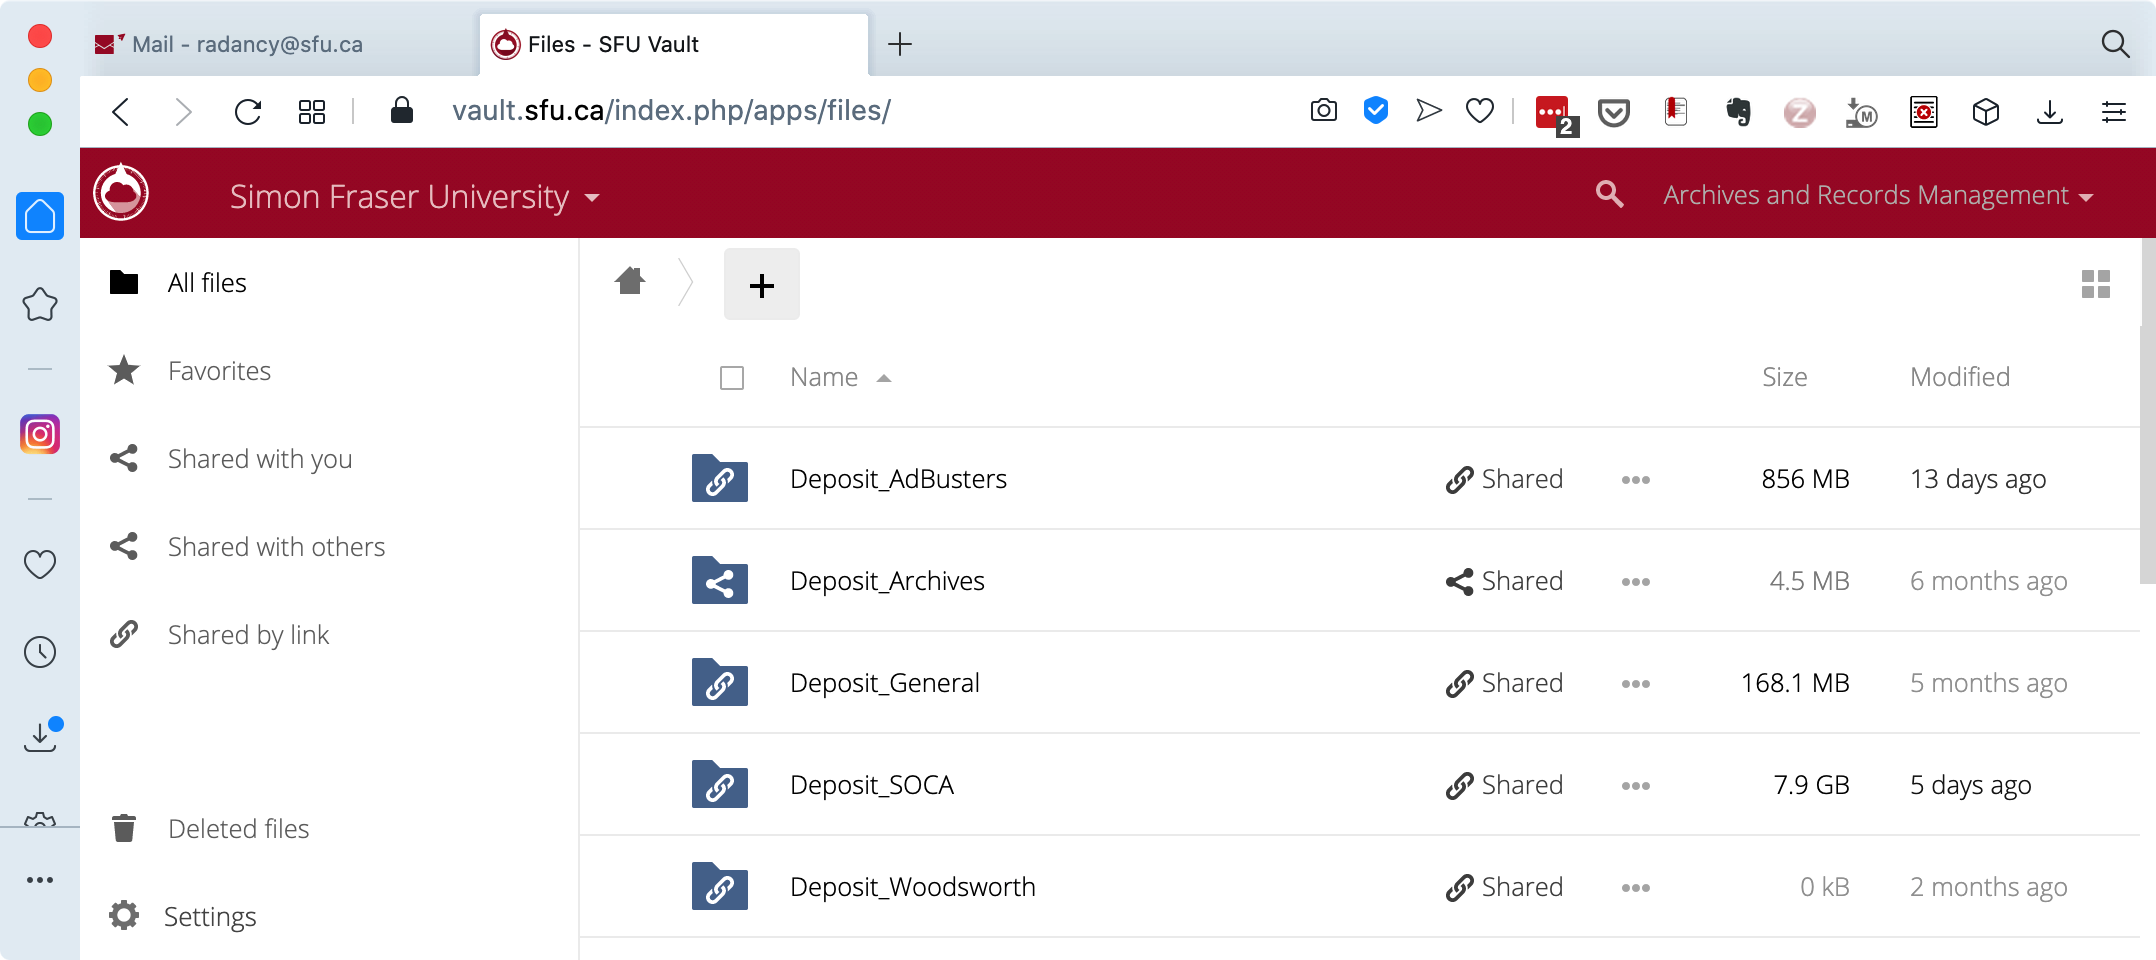 Mail - radancy@sfu.ca
Files - SFU Vault
vault.sfu.ca/index.php/apps/files/
2
Z
M
Simon Fraser University
Archives and Records Management
All files
Favorites
Shared with you
Shared with others
Shared by link
Deleted files
Settings
Name Size Modified
Deposit_AdBusters Shared 856 MB 13 days ago
Deposit_Archives Shared 4.5 MB 6 months ago
Deposit_General Shared 168.1 MB 5 months ago
Deposit_SOCA Shared 7.9 GB 5 days ago
Deposit_Woodsworth Shared 0 kB 2 months ago